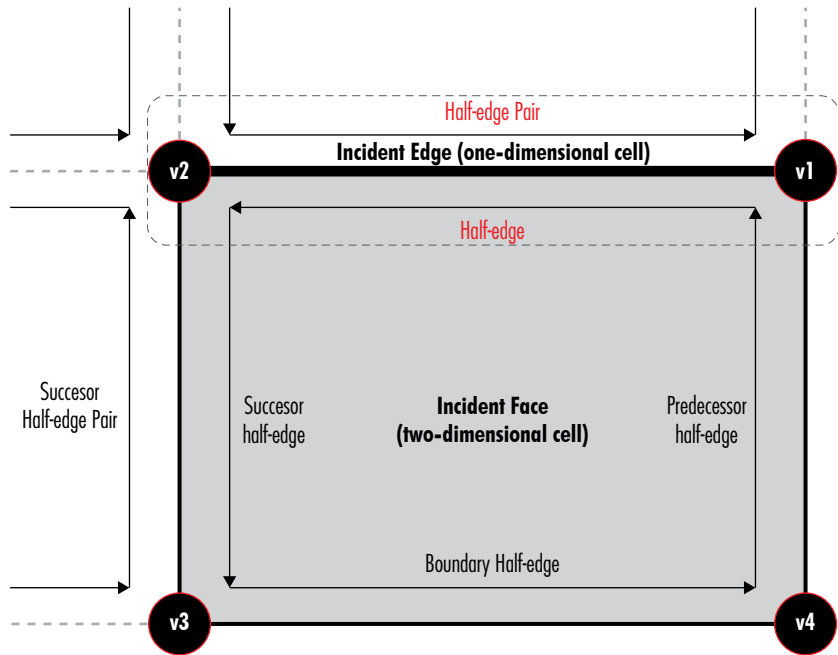 Half-edge Pair
Incident Edge (one-dimensional cell)
v2
v1
Half-edge
Succesor
Half-edge Pair
Succesor
half-edge
Incident Face
(two-dimensional cell)
Predecessor
half-edge
Boundary Half-edge
v3
v4